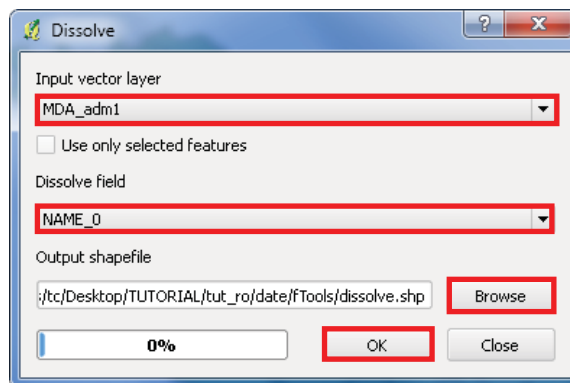 Dissolve
Input vector layer
MDA_adm1
Use only selected features
Dissolve field
NAME_0
Output shapefile
:/tc/Desktop/TUTORIAL/tut_ro/date/fTools/dissolve.shp
Browse
0%
OK
Close